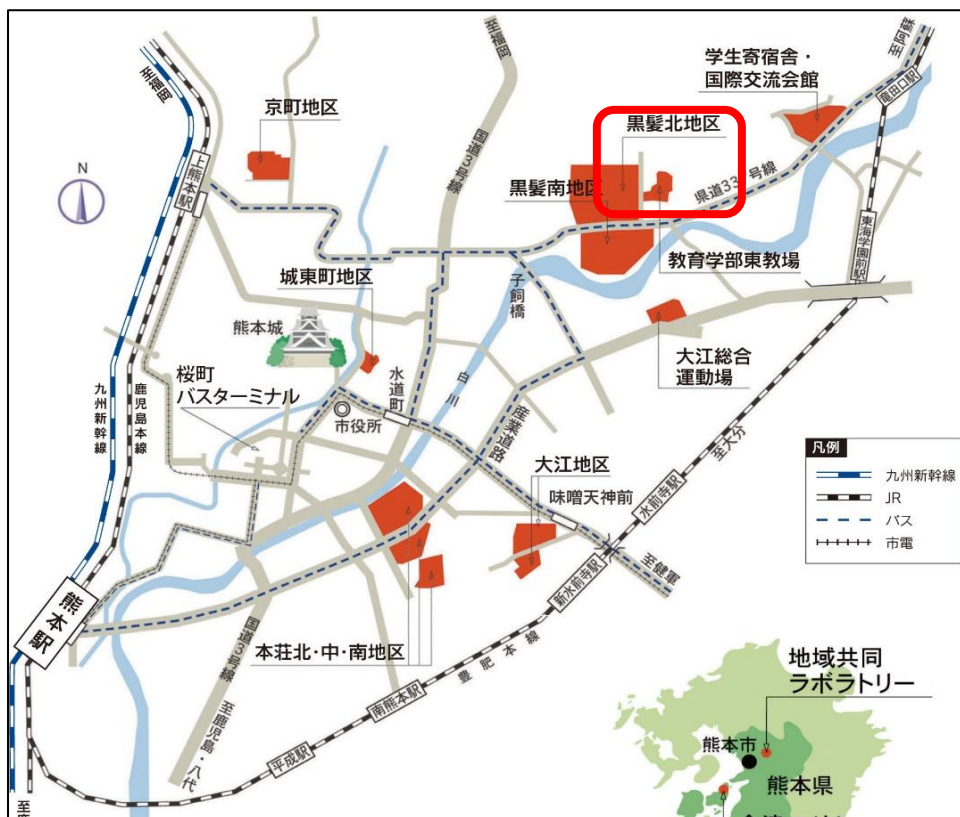 至福岡
至福岡
至阿蘇
学生寄宿舎・
国際交流会館
竜田口駅
京町地区
国道3号線
黒髪北地区
N
上熊本駅
黒髪南地区
県道33
号線
東海学園前駅
教育学部東教場
城東町地区
子飼橋
熊本城
大江総合
運動場
桜町
バスターミナル
水道町
白川
市役所
九州新幹線
鹿児島本線
産業道路
至大分
凡例
九州新幹線
JR
バス
市電
大江地区
味噌天神前
水前寺駅
新水前寺駅
至健軍
熊本駅
本荘北・中・南地区
国道3号線
豊肥本線
南熊本駅
平成駅
至鹿児島・八代
地域共同
ラボラトリー
熊本市
熊本県